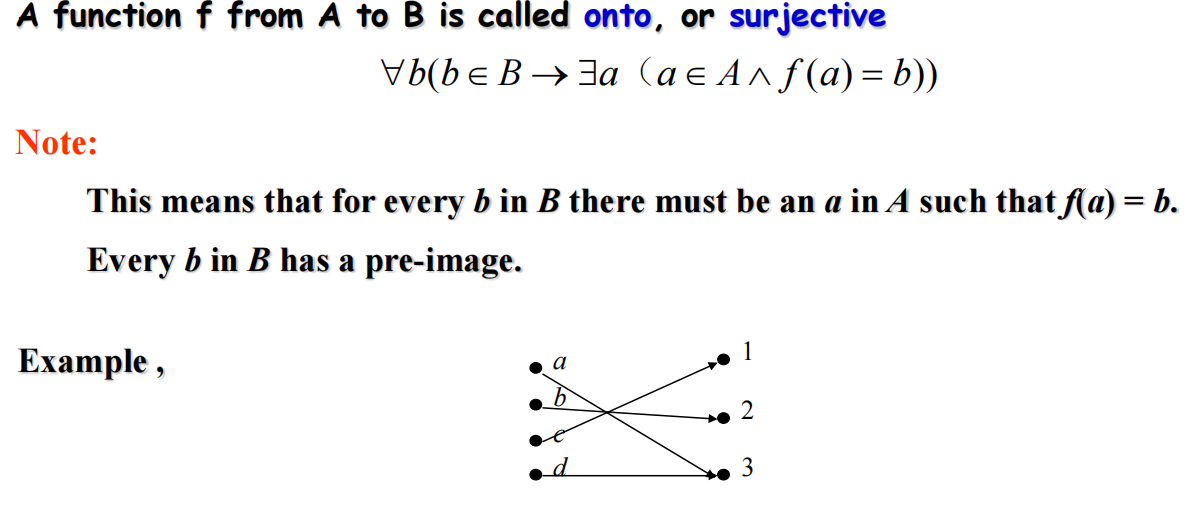 A function f from A to B is called onto, or surjective
∀b(b ∈ B → ∃a（a ∈ A ∧ f(a) = b))
Note:
This means that for every b in B there must be an a in A such that f(a) = b.
Every b in B has a pre-image.
Example ,
a
1
b
2
c
d
3